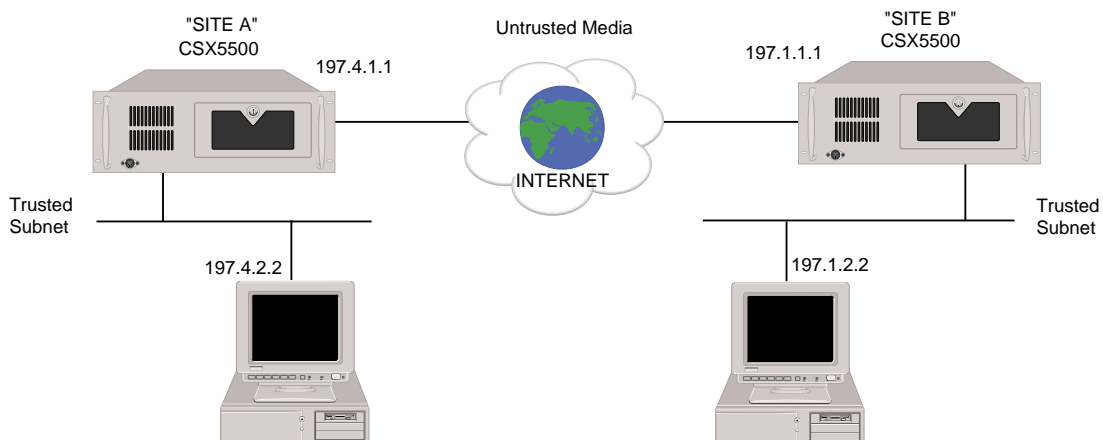 "SITE A"
CSX5500
Untrusted Media
"SITE B"
CSX5500
197.4.1.1
197.1.1.1
INTERNET
Trusted
Subnet
Trusted
Subnet
197.4.2.2
197.1.2.2